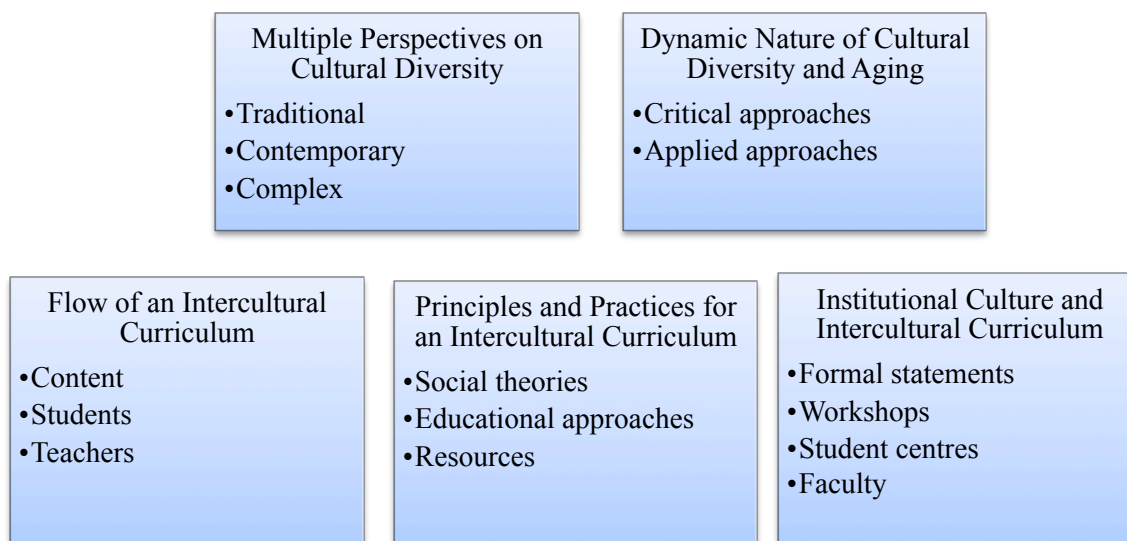 Multiple Perspectives on
Cultural Diversity
•Traditional
•Contemporary
•Complex
Dynamic Nature of Cultural
Diversity and Aging
•Critical approaches
•Applied approaches
Flow of an Intercultural
Curriculum
•Content
•Students
•Teachers
Principles and Practices for
an Intercultural Curriculum
•Social theories
•Educational approaches
•Resources
Institutional Culture and
Intercultural Curriculum
•Formal statements
•Workshops
•Student centres
•Faculty